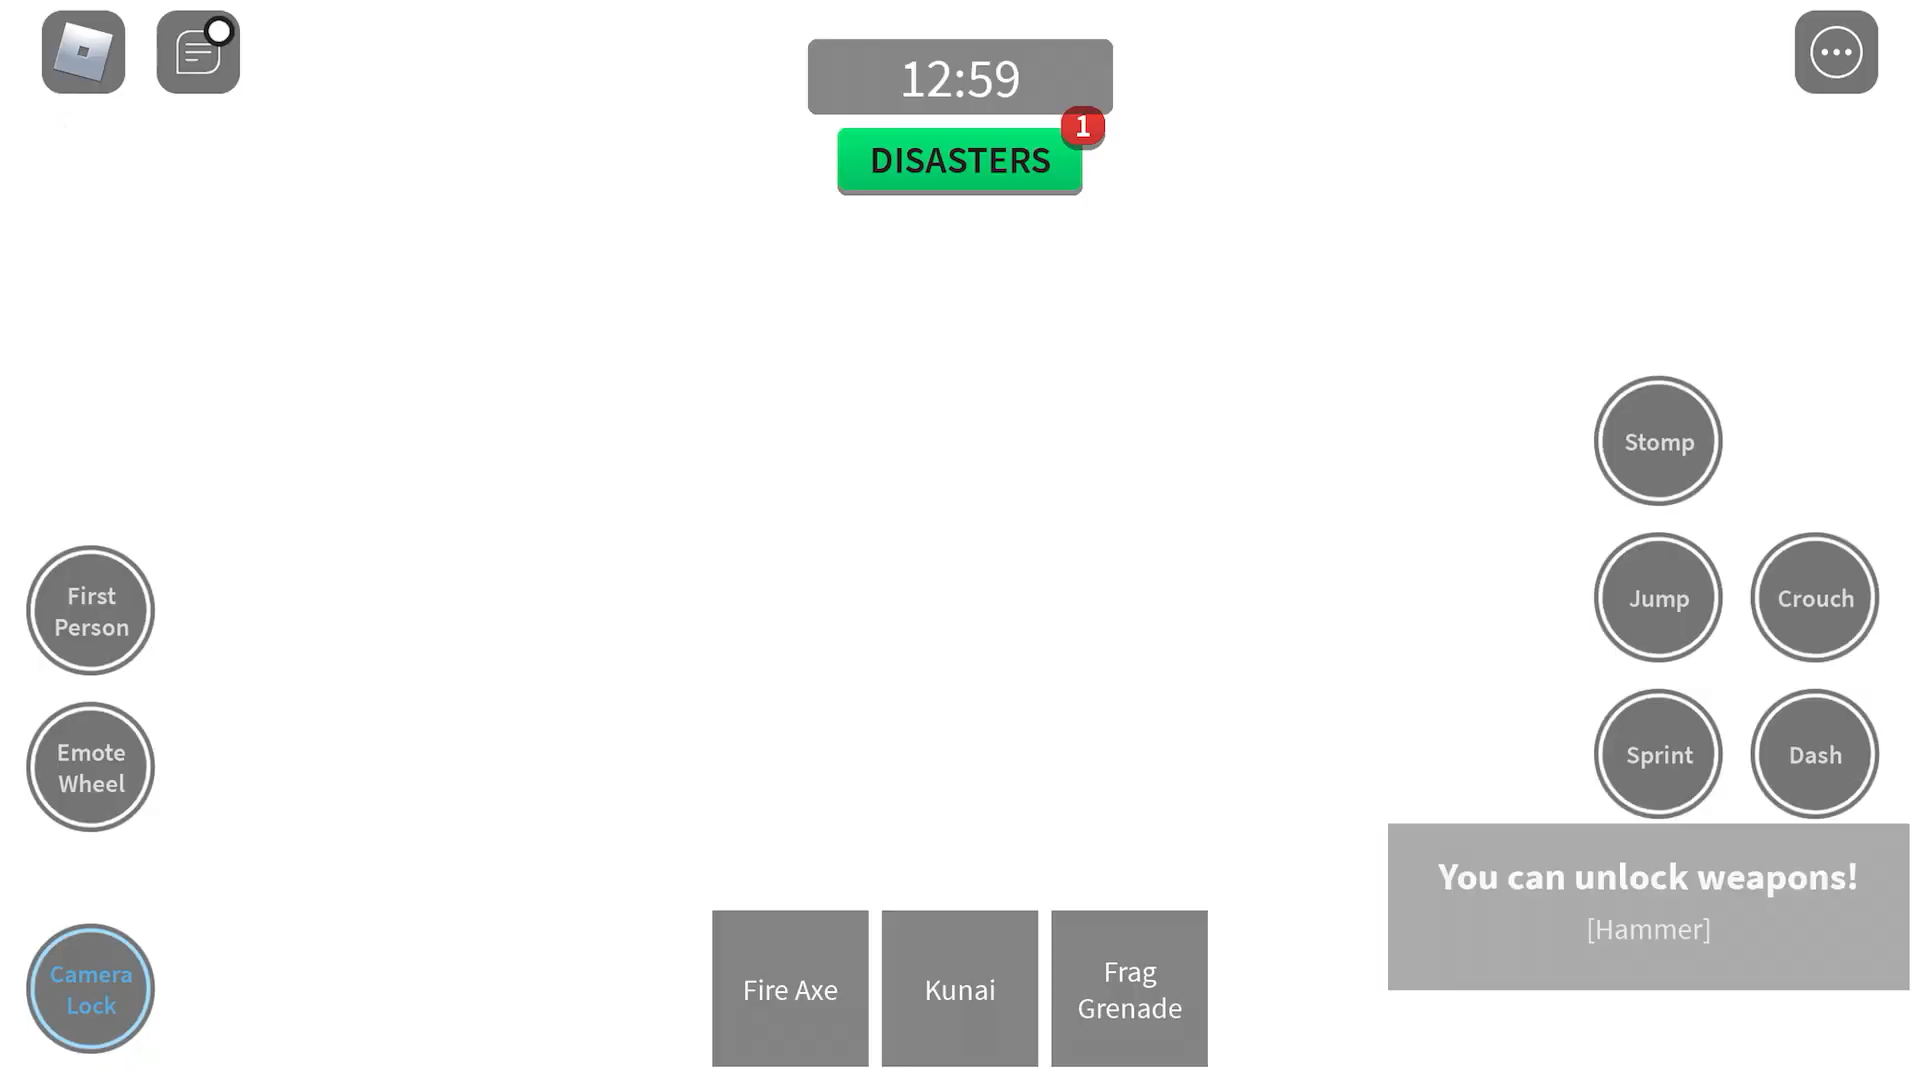 12:59
1
DISASTERS
Stomp
First
Person
Jump
Crouch
Emote
Wheel
Sprint
Dash
You can unlock weapons!
[Hammer]
Camera
Lock
Fire Axe
Kunai
Frag
Grenade